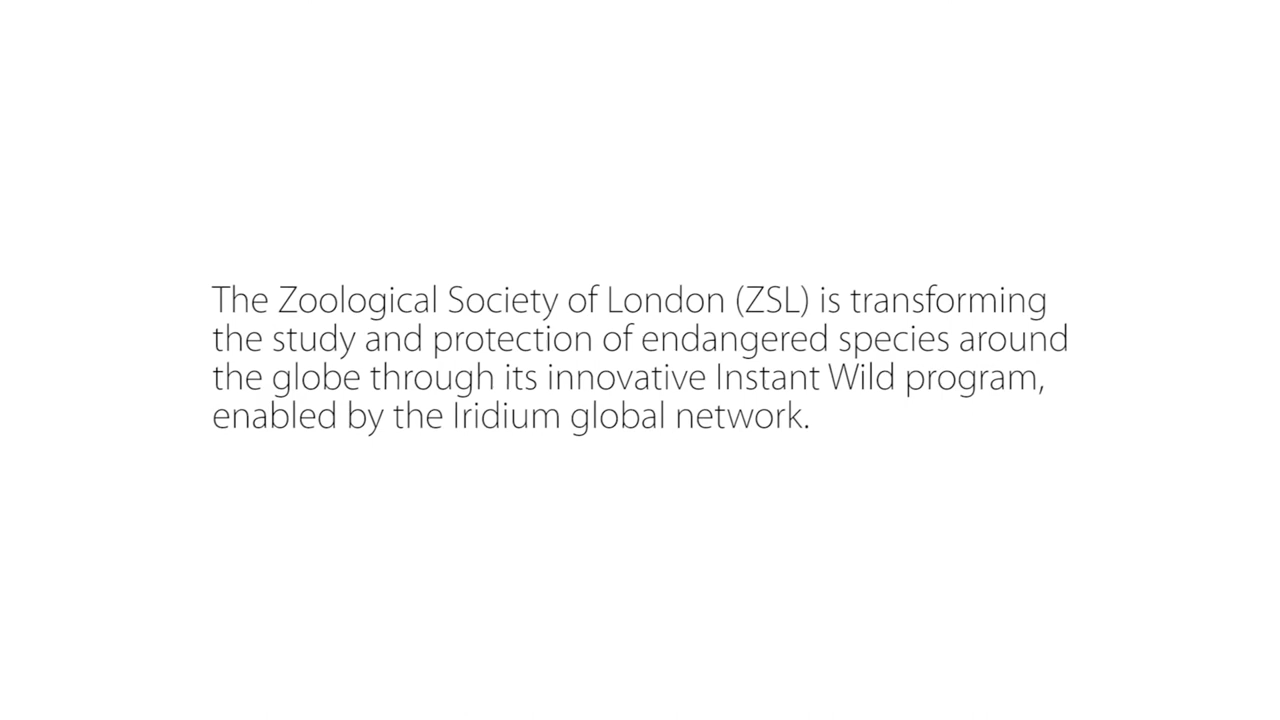 The Zoological Society of London (ZSL) is transforming
the study and protection of endangered species around
the globe through its innovative Instant Wild program,
enabled by the Iridium global network.